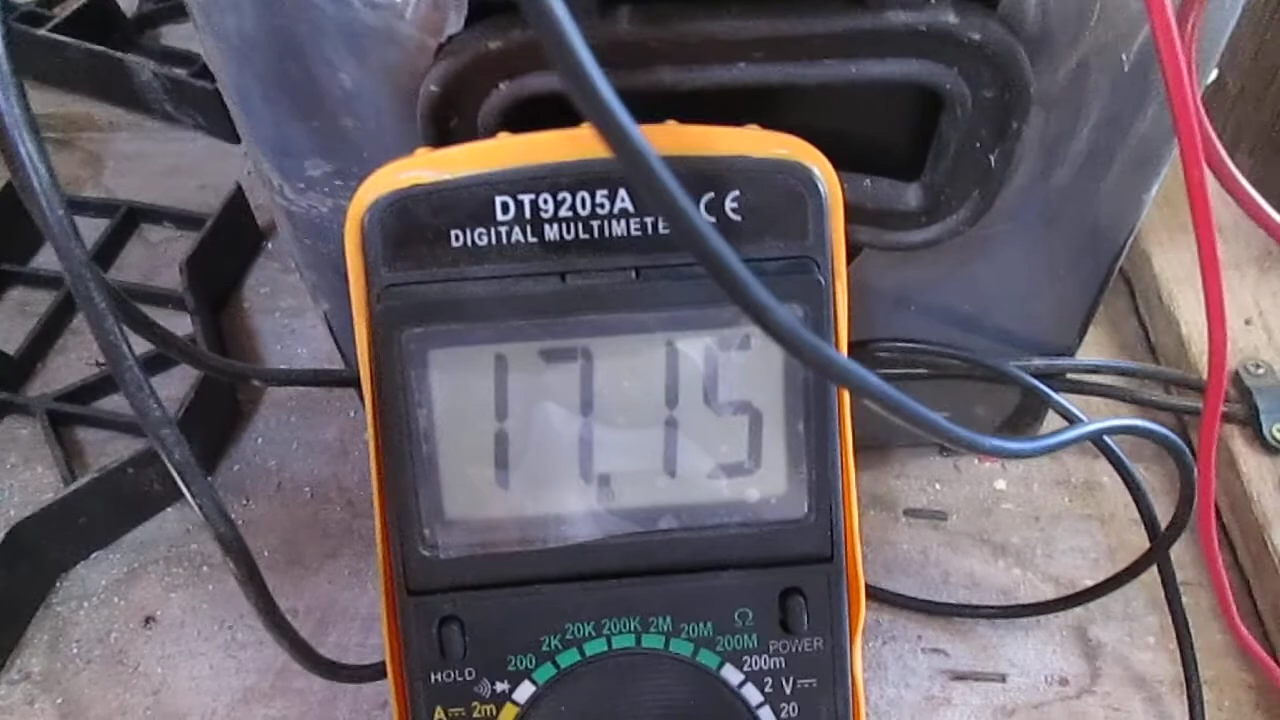 DT9205A CE
DIGITAL MULTIMETE
17.15
HOLD
POWER
200 2K 20K 200K 2M 20M 200M Ω
200m
2 V
20
A 2m